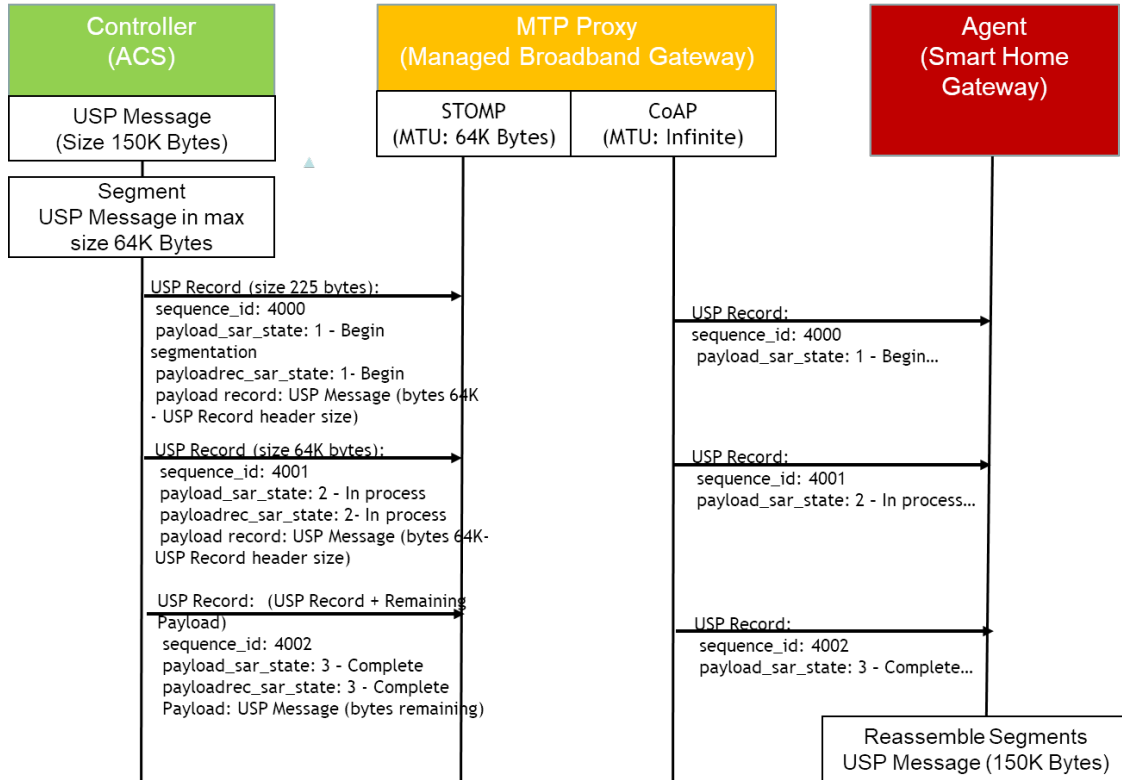 Controller
(ACS)
MTP Proxy
(Managed Broadband Gateway)
Agent
(Smart Home
Gateway)
USP Message
(Size 150K Bytes)
STOMP
(MTU: 64K Bytes)
CoAP
(MTU: Infinite)
Segment
USP Message in max
size 64K Bytes
USP Record (size 225 bytes):
sequence_id: 4000
payload_sar_state: 1 – Begin
segmentation
payloadrec_sar_state: 1- Begin
payload record: USP Message (bytes 64K
- USP Record header size)
USP Record:
sequence_id: 4000
payload_sar_state: 1 – Begin…
USP Record (size 64K bytes):
sequence_id: 4001
payload_sar_state: 2 – In process
payloadrec_sar_state: 2- In process
payload record: USP Message (bytes 64K-
USP Record header size)
USP Record:
sequence_id: 4001
payload_sar_state: 2 – In process…
USP Record: (USP Record + Remaining
Payload)
sequence_id: 4002
payload_sar_state: 3 - Complete
payloadrec_sar_state: 3 - Complete
Payload: USP Message (bytes remaining)
USP Record:
sequence_id: 4002
payload_sar_state: 3 – Complete…
Reassemble Segments
USP Message (150K Bytes)